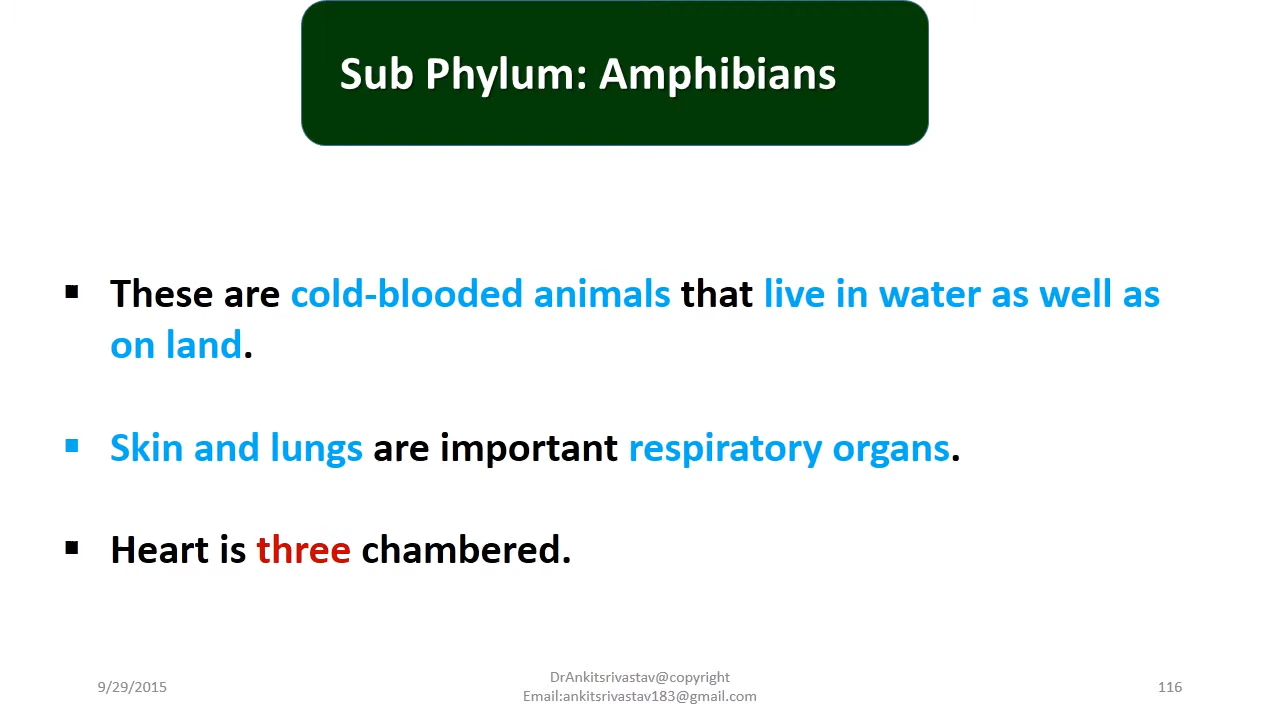 Sub Phylum: Amphibians
▪ These are cold-blooded animals that live in water as well as
on land.
▪ Skin and lungs are important respiratory organs.
▪ Heart is three chambered.
9/29/2015
DrAnkitsrivastav@copyright
Email:ankitsrivastav183@gmail.com
116